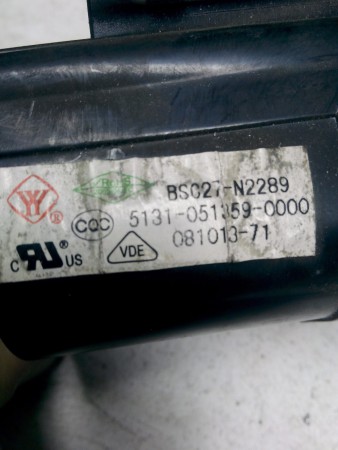 BSC27-N2289
5131-051359-0000
081013-71
CQC
VDE
C US